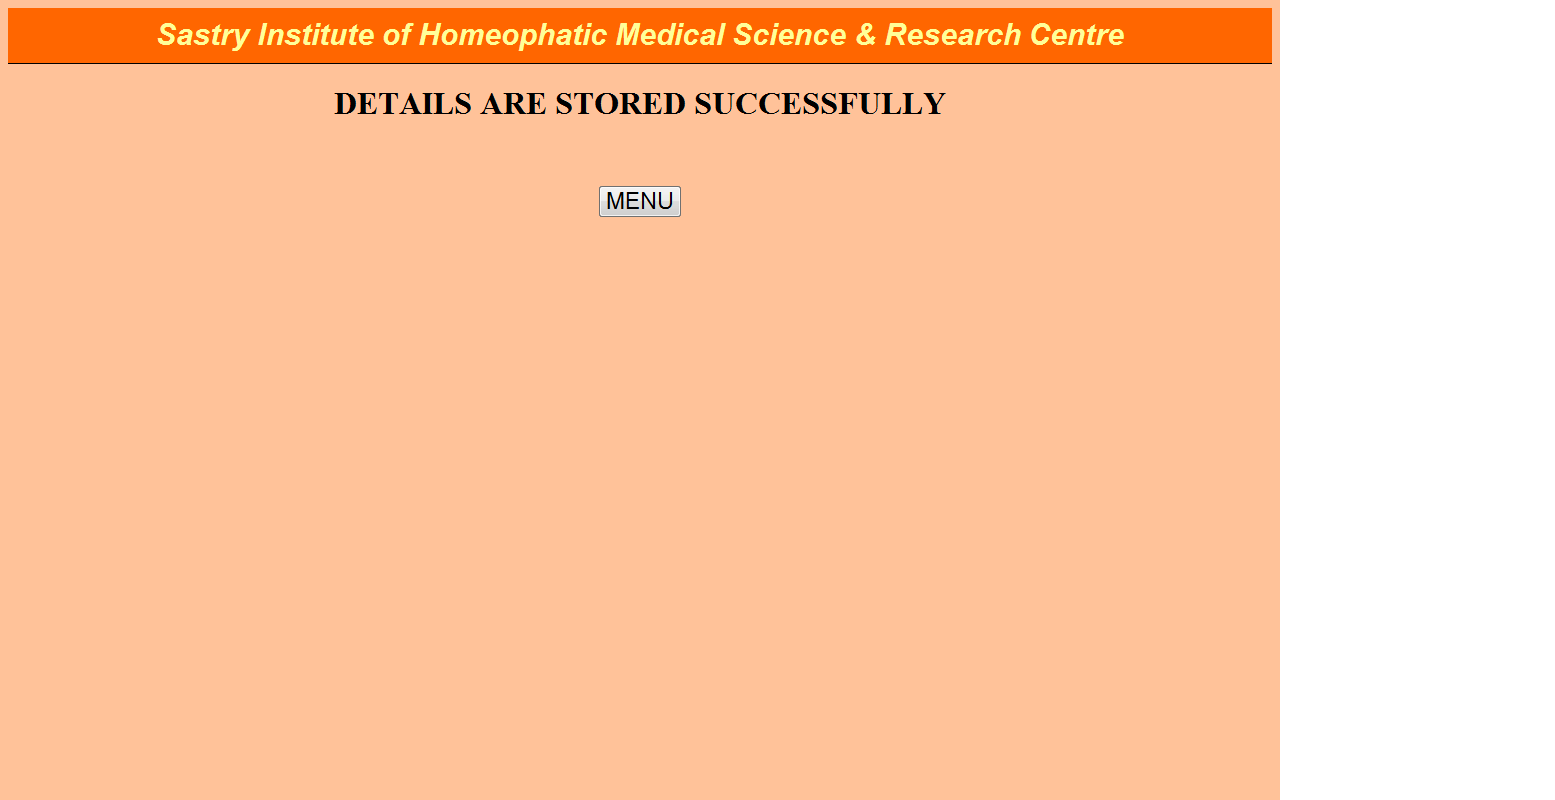 Sastry Institute of Homeophatic Medical Science & Research Centre
DETAILS ARE STORED SUCCESSFULLY
MENU